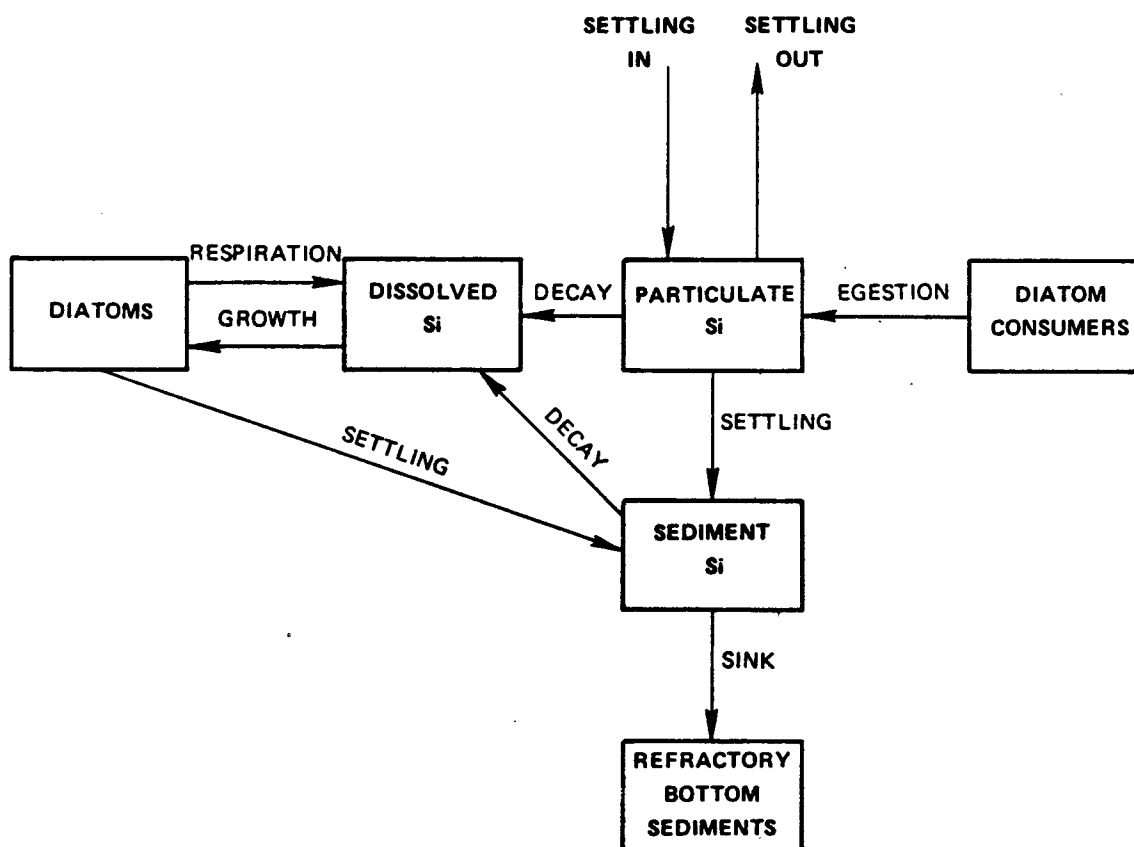 SETTLING
IN
SETTLING
OUT
RESPIRATION
DIATOMS
GROWTH
DISSOLVED
Si
DECAY
PARTICULATE
Si
EGESTION
DIATOM
CONSUMERS
SETTLING
DECAY
SETTLING
SEDIMENT
Si
SINK
REFRACTORY
BOTTOM
SEDIMENTS